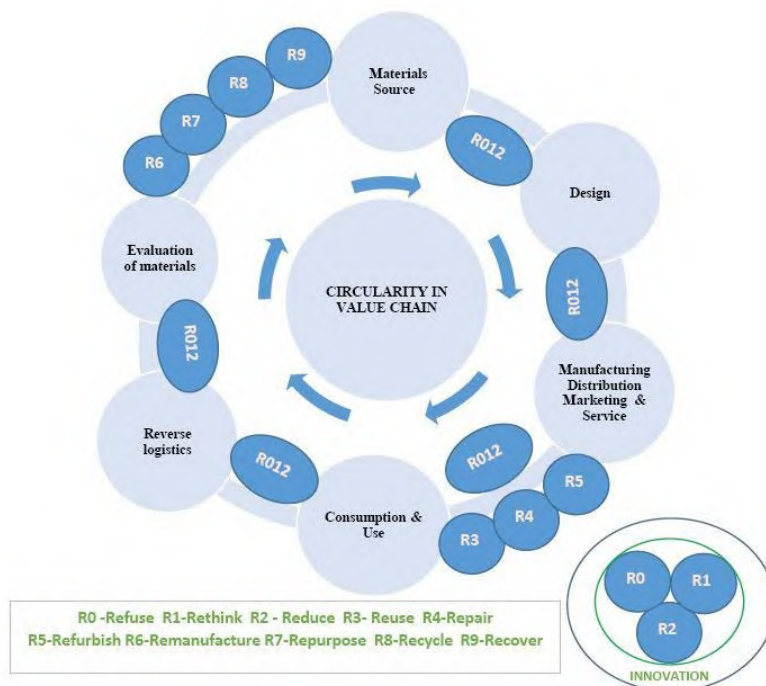 R9
R8
R7
R6
Materials
Source
R012
Design
R012
Manufacturing
Distribution
Marketing &
Service
R012
R5
R4
R3
Consumption &
Use
R012
Reverse
logistics
R012
Evaluation
of materials
CIRCULARITY IN
VALUE CHAIN
R0 -Refuse R1-Rethink R2 - Reduce R3- Reuse R4-Repair
R5-Refurbish R6-Remanufacture R7-Repurpose R8-Recycle R9-Recover
R0
R1
R2
INNOVATION